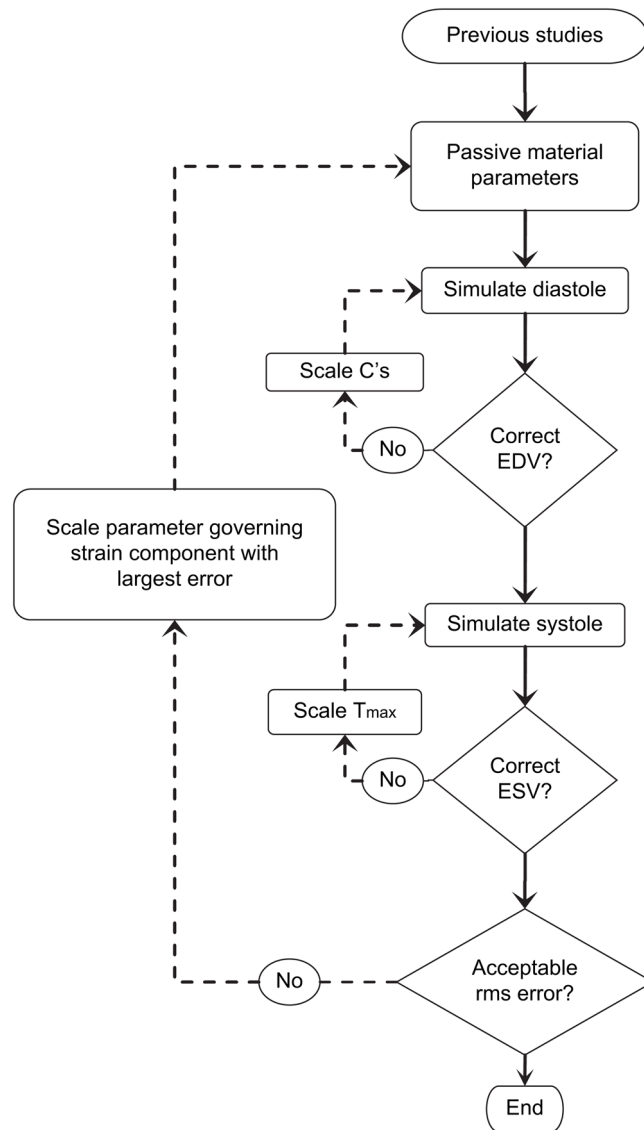 Previous studies
Passive material
parameters
Simulate diastole
Scale C's
Correct
EDV?
No
Scale parameter governing
strain component with
largest error
Simulate systole
Scale Tmax
Correct
ESV?
No
Acceptable
rms error?
No
End